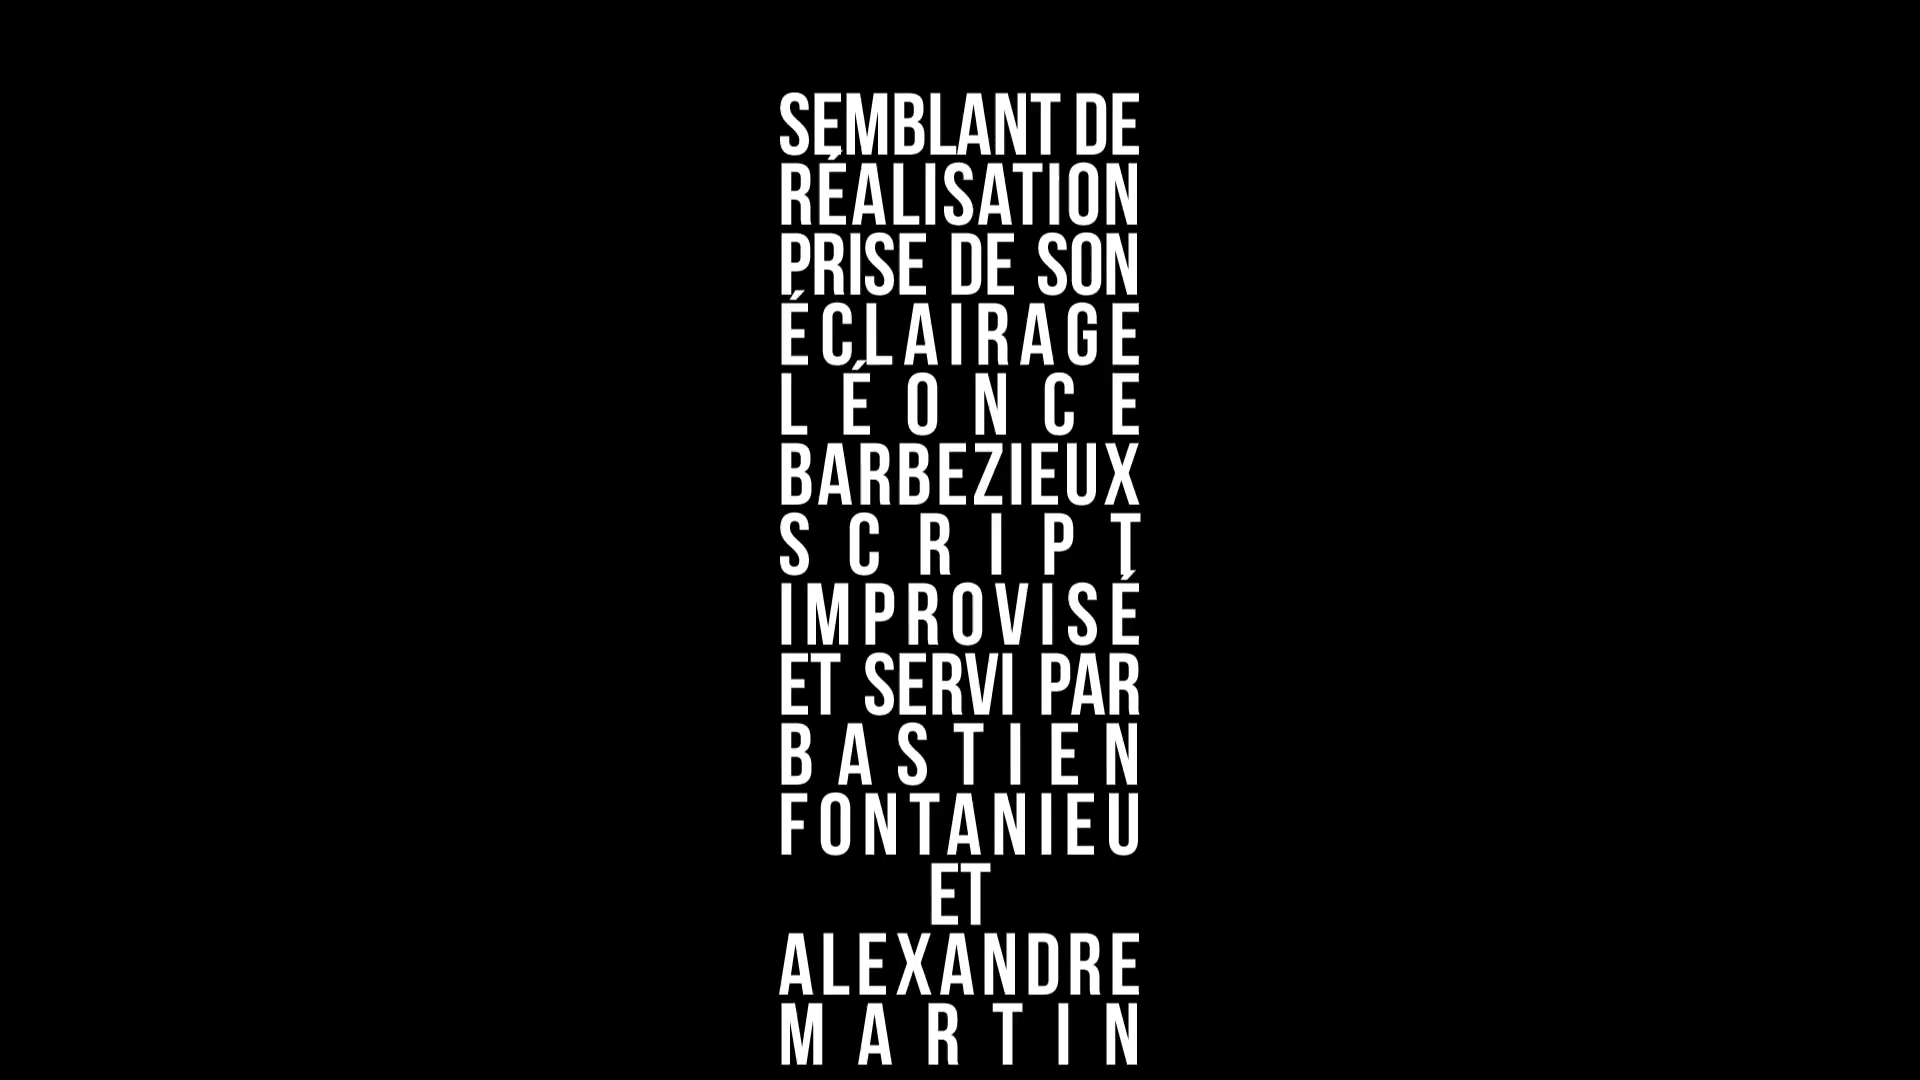 SEMBLANT DE
RÉALISATION
PRISE DE SON
ÉCLAIRAGE
LÉONCE
BARBEZIEUX
SCRIPT
IMPROVISÉ
ET SERVI PAR
BASTIEN
FONTANIEU
ET
ALEXANDRE
MARTIN